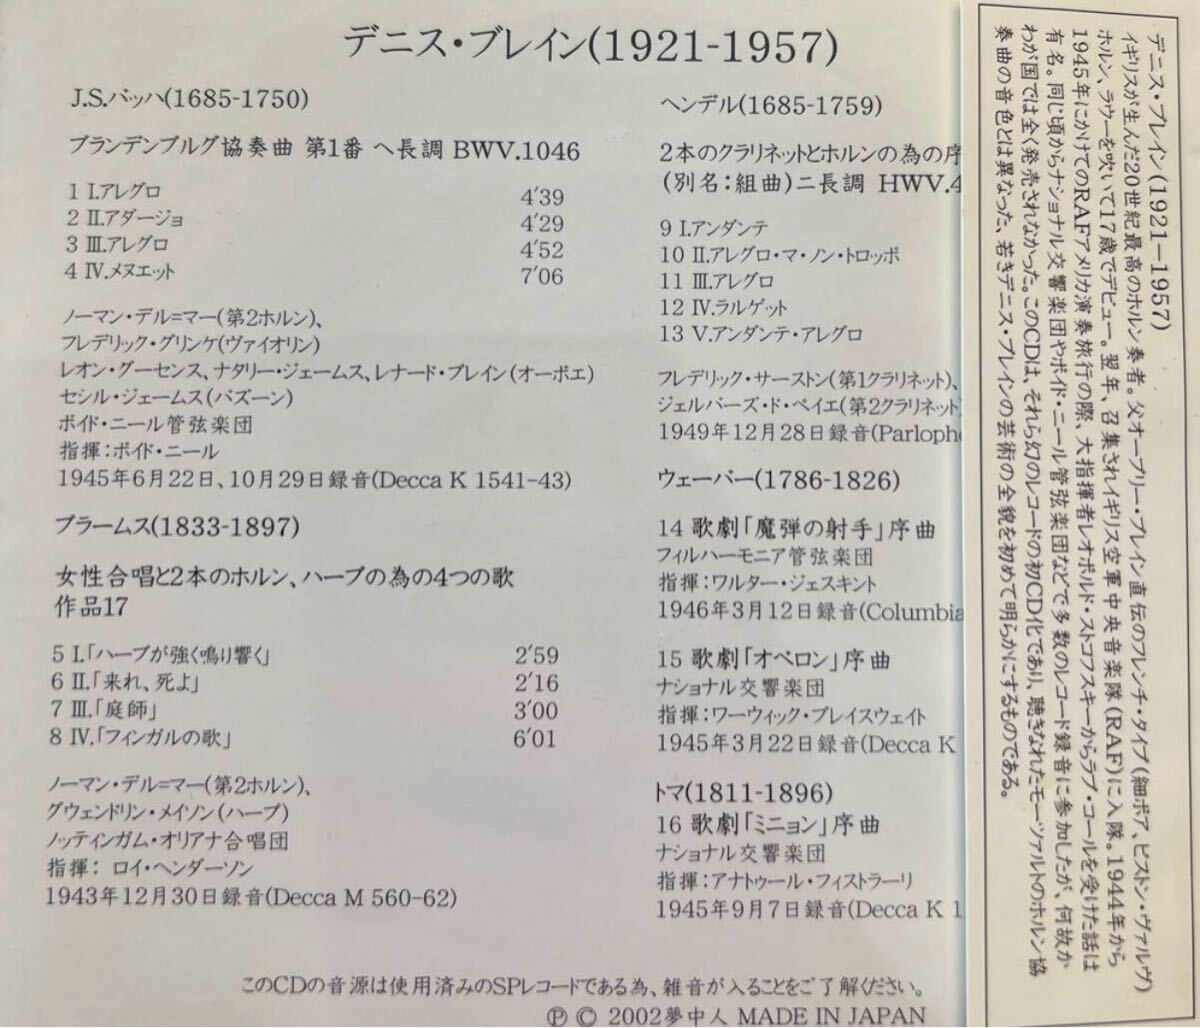 デニス・ブレイン(1921-1957)
J.S.バッハ(1685-1750)
ブランデンブルグ協奏曲 第1番 ヘ長調 BWV.1046
1 I.アレグロ 4'39
2 II.アダージョ 4'29
3 III.アレグロ 4'52
4 IV.メヌエット 7'06
ノーマン・デル=マー(第2ホルン)、
フレデリック・グリンケ(ヴァイオリン)
レオン・グーセンス、ナタリー・ジェームス、レナード・ブレイン(オーボエ)
セシル・ジェームス(バズーン)
ボイド・ニール管弦楽団
指揮:ボイド・ニール
1945年6月22日、10月29日録音(Decca K 1541-43)
ブラームス(1833-1897)
女性合唱と2本のホルン、ハープの為の4つの歌
作品17
5 I.「ハープが強く鳴り響く」 2'59
6 II.「来れ、死よ」 2'16
7 III.「庭師」 3'00
8 IV.「フィンガルの歌」 6'01
ノーマン・デル=マー(第2ホルン)、
グウェンドリン・メイソン(ハープ)
ノッティンガム・オリアナ合唱団
指揮: ロイ・ヘンダーソン
1943年12月30日録音(Decca M 560-62)
ヘンデル(1685-1759)
2本のクラリネットとホルンの為の序
(別名:組曲)ニ長調 HWV.4
9 I.アンダンテ
10 II.アレグロ・マ・ノン・トロッポ
11 III.アレグロ
12 IV.ラルゲット
13 V.アンダンテ・アレグロ
フレデリック・サーストン(第1クラリネット)、
ジェルバーズ・ド・ペイエ(第2クラリネット
1949年12月28日録音(Parloph
ウェーバー(1786-1826)
14 歌劇「魔弾の射手」序曲
フィルハーモニア管弦楽団
指揮:ワルター・ジェスキント
1946年3月12日録音(Columbia
15 歌劇「オベロン」序曲
ナショナル交響楽団
指揮:ワーウィック・ブレイスウェイト
1945年3月22日録音(Decca K
トマ(1811-1896)
16 歌劇「ミニョン」序曲
ナショナル交響楽団
指揮:アナトゥール・フィストラーリ
1945年9月7日録音(Decca K 1
このCDの音源は使用済みのSPレコードである為、雑音が入ることをご了解ください。
Ⓟ © 2002夢中人 MADE IN JAPAN
デニス・ブレイン(1921―1957)
イギリスが生んだ20世紀最高のホルン奏者。父オーブリー・ブレイン直伝のフレンチ・タイプ(細ボア、ピストン・ヴァルヴ)
ホルン、ラウーを吹いて17歳でデビュー。翌年、召集されイギリス空軍中央音楽隊(RAF)に入隊。1944年から
1945年にかけてのRAFアメリカ演奏旅行の際、大指揮者レオポルド・ストコフスキーからラブ・コールを受けた話は
有名。同じ頃からナショナル交響楽団やボイド・ニール管弦楽団などで多数のレコード録音に参加したが、何故か
わが国では全く発売されなかった。このCDは、それら幻のレコードの初CD化であり、聴きなれたモーツァルトのホルン協
奏曲の音色とは異なった、若きデニス・ブレインの芸術の全貌を初めて明らかにするものである。